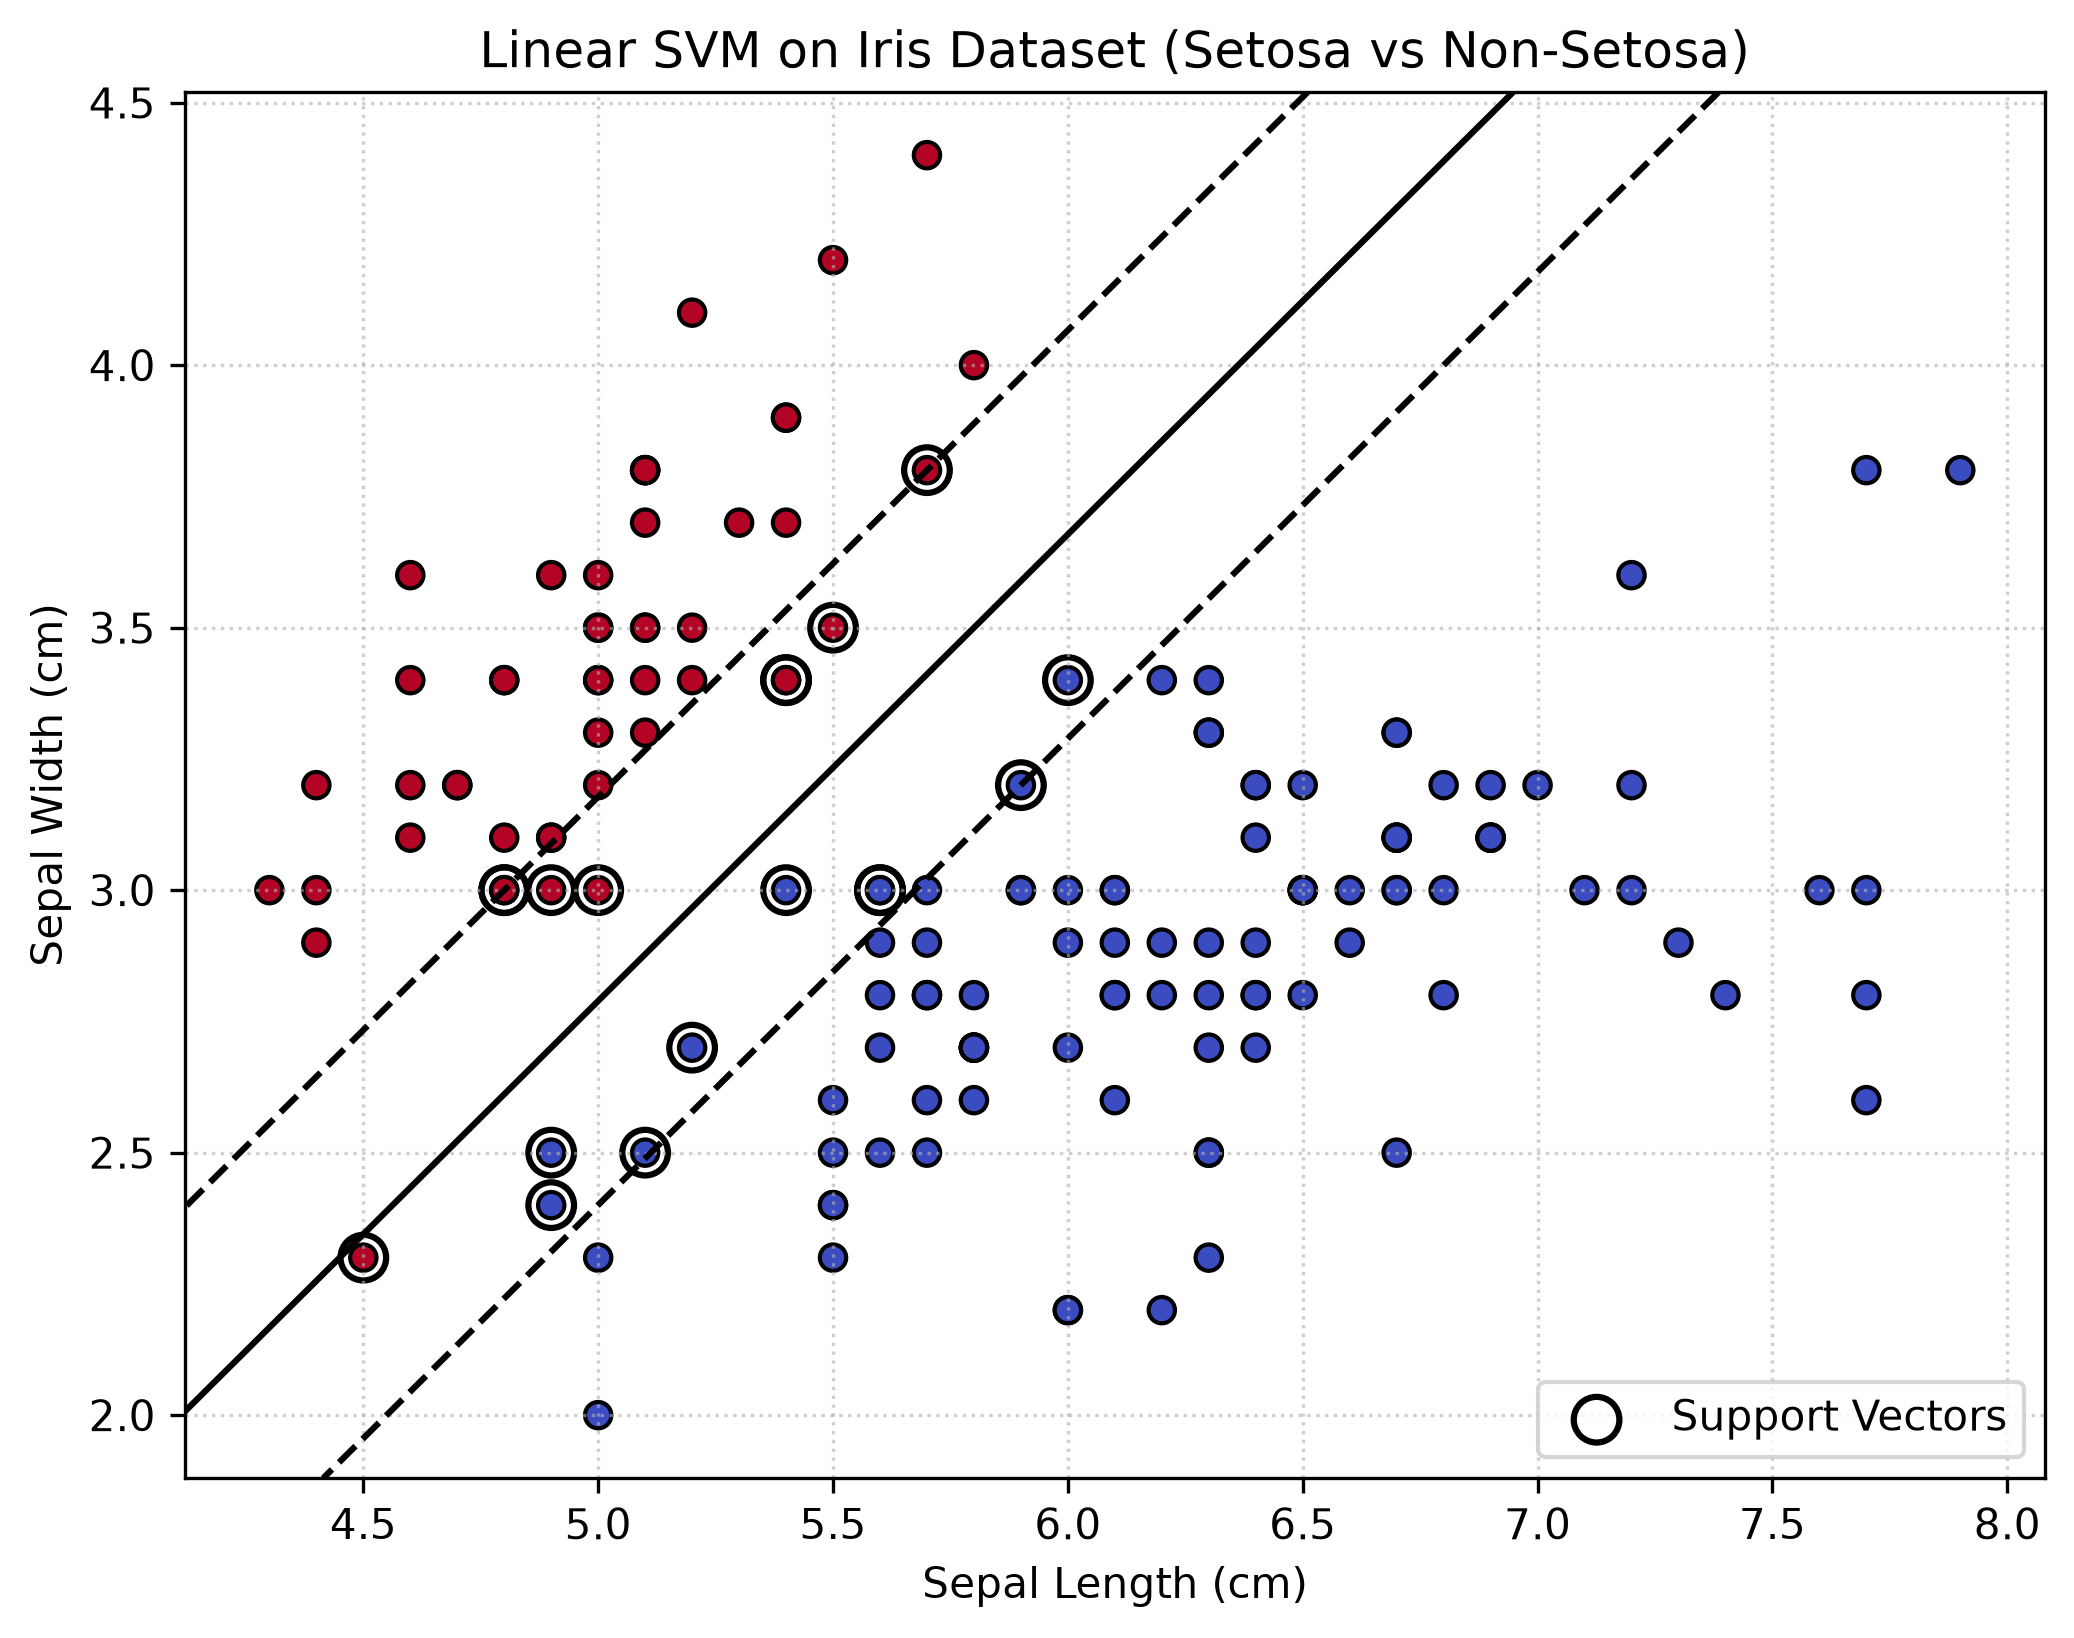 Linear SVM on Iris Dataset (Setosa vs Non-Setosa)
4.5
4.0
3.5
3.0
2.5
2.0
Sepal Width (cm)
Support Vectors
4.5 5.0 5.5 6.0 6.5 7.0 7.5 8.0
Sepal Length (cm)